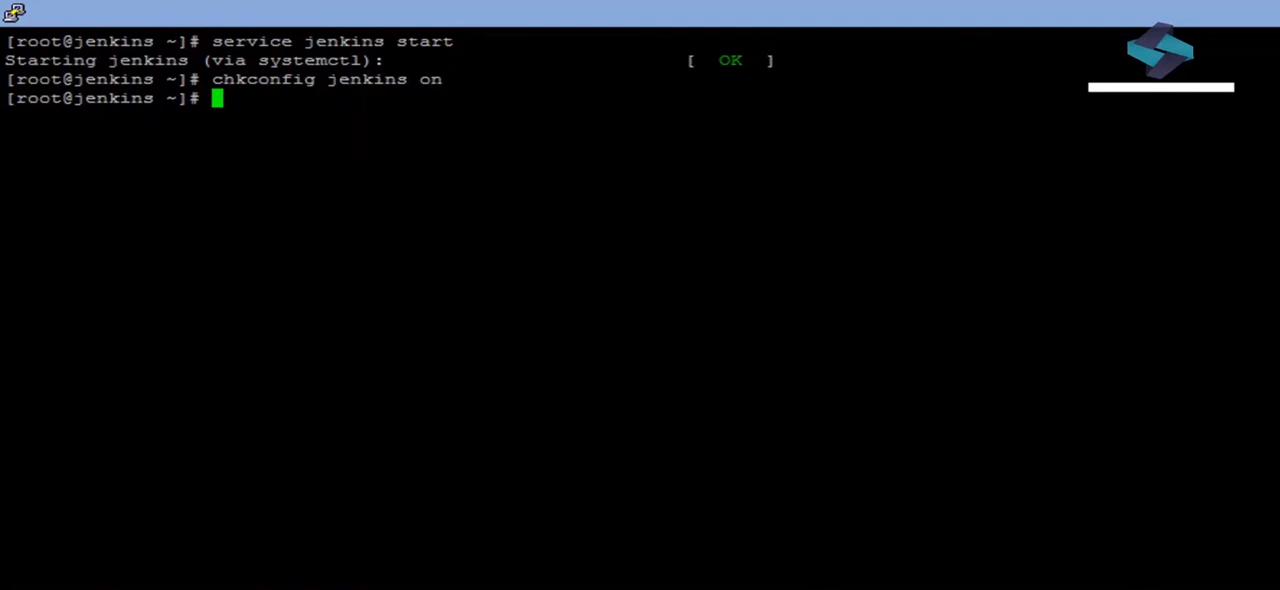 [root@jenkins ~]# service jenkins start
Starting jenkins (via systemctl): [ OK ]
[root@jenkins ~]# chkconfig jenkins on
[root@jenkins ~]#